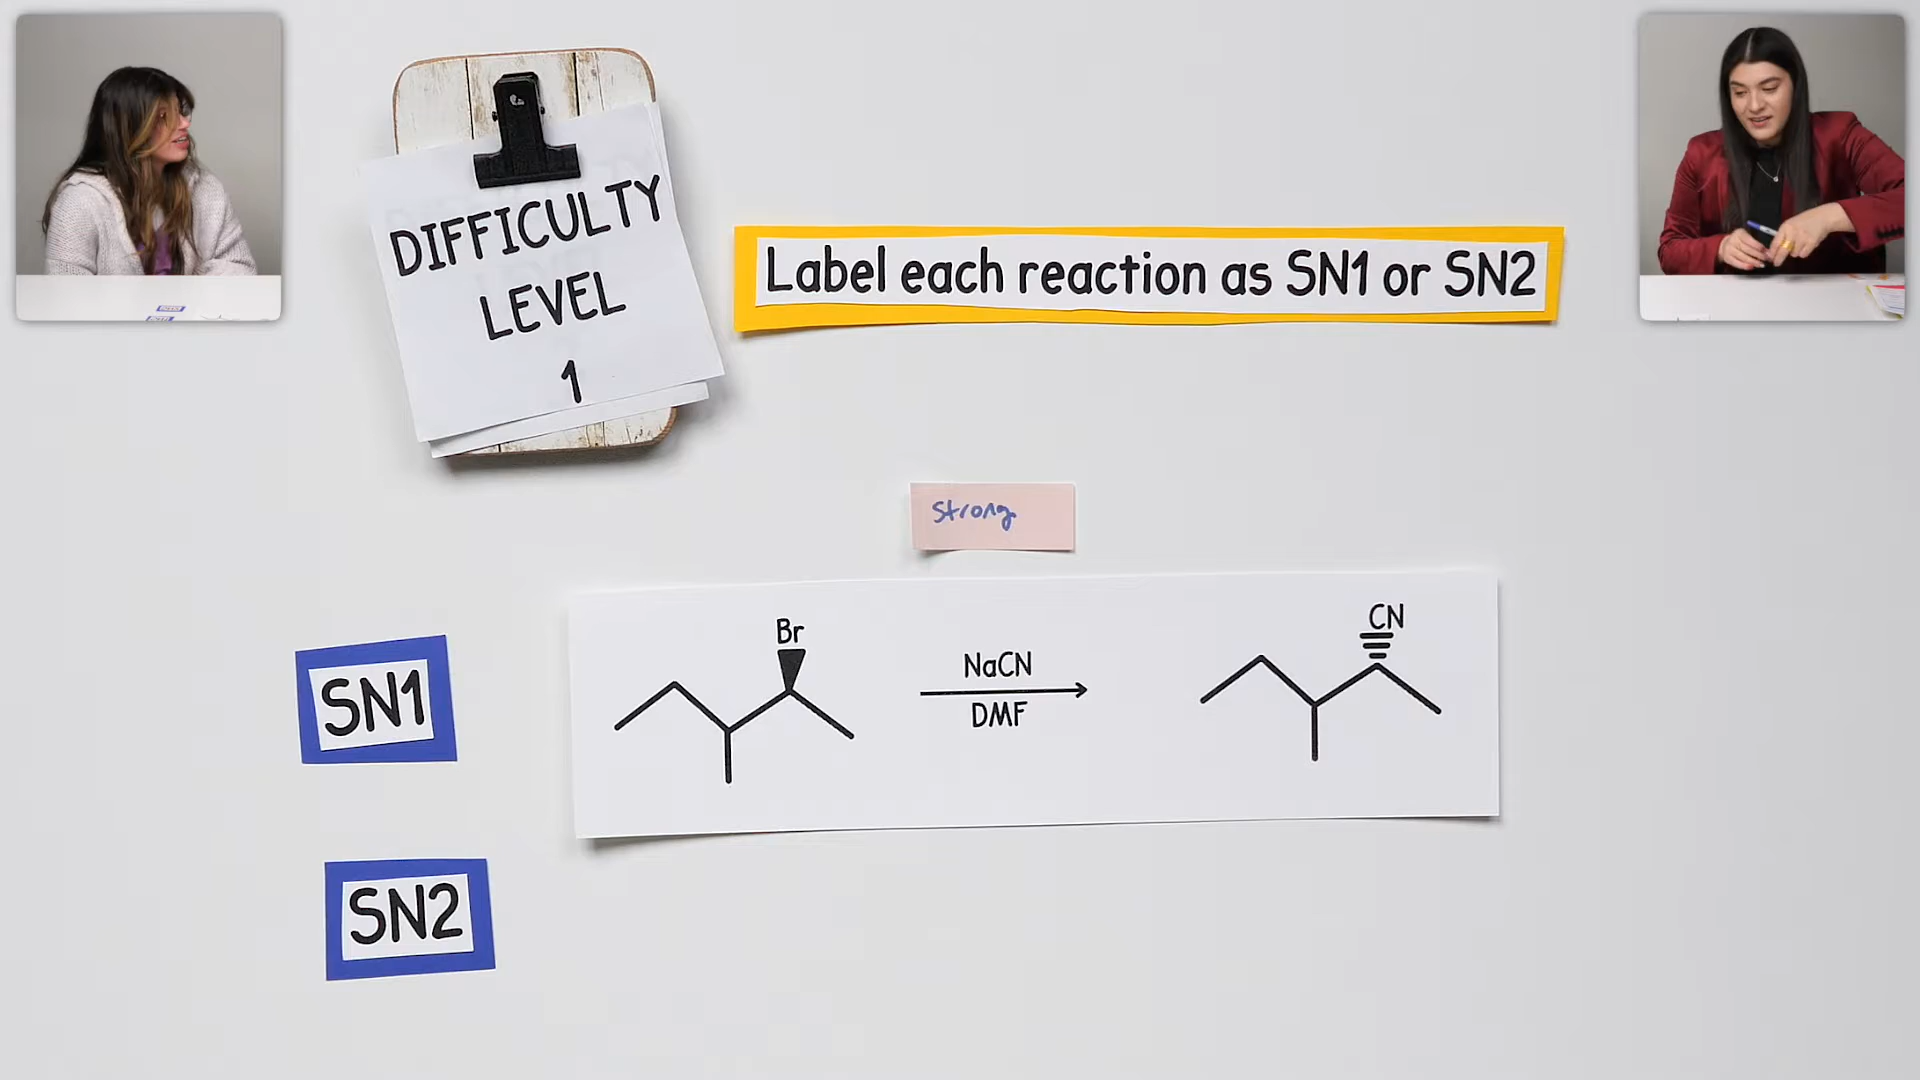 DIFFICULTY
LEVEL
1
Label each reaction as SN1 or SN2
Strong
Br
NaCN
DMF
CN
SN1
SN2